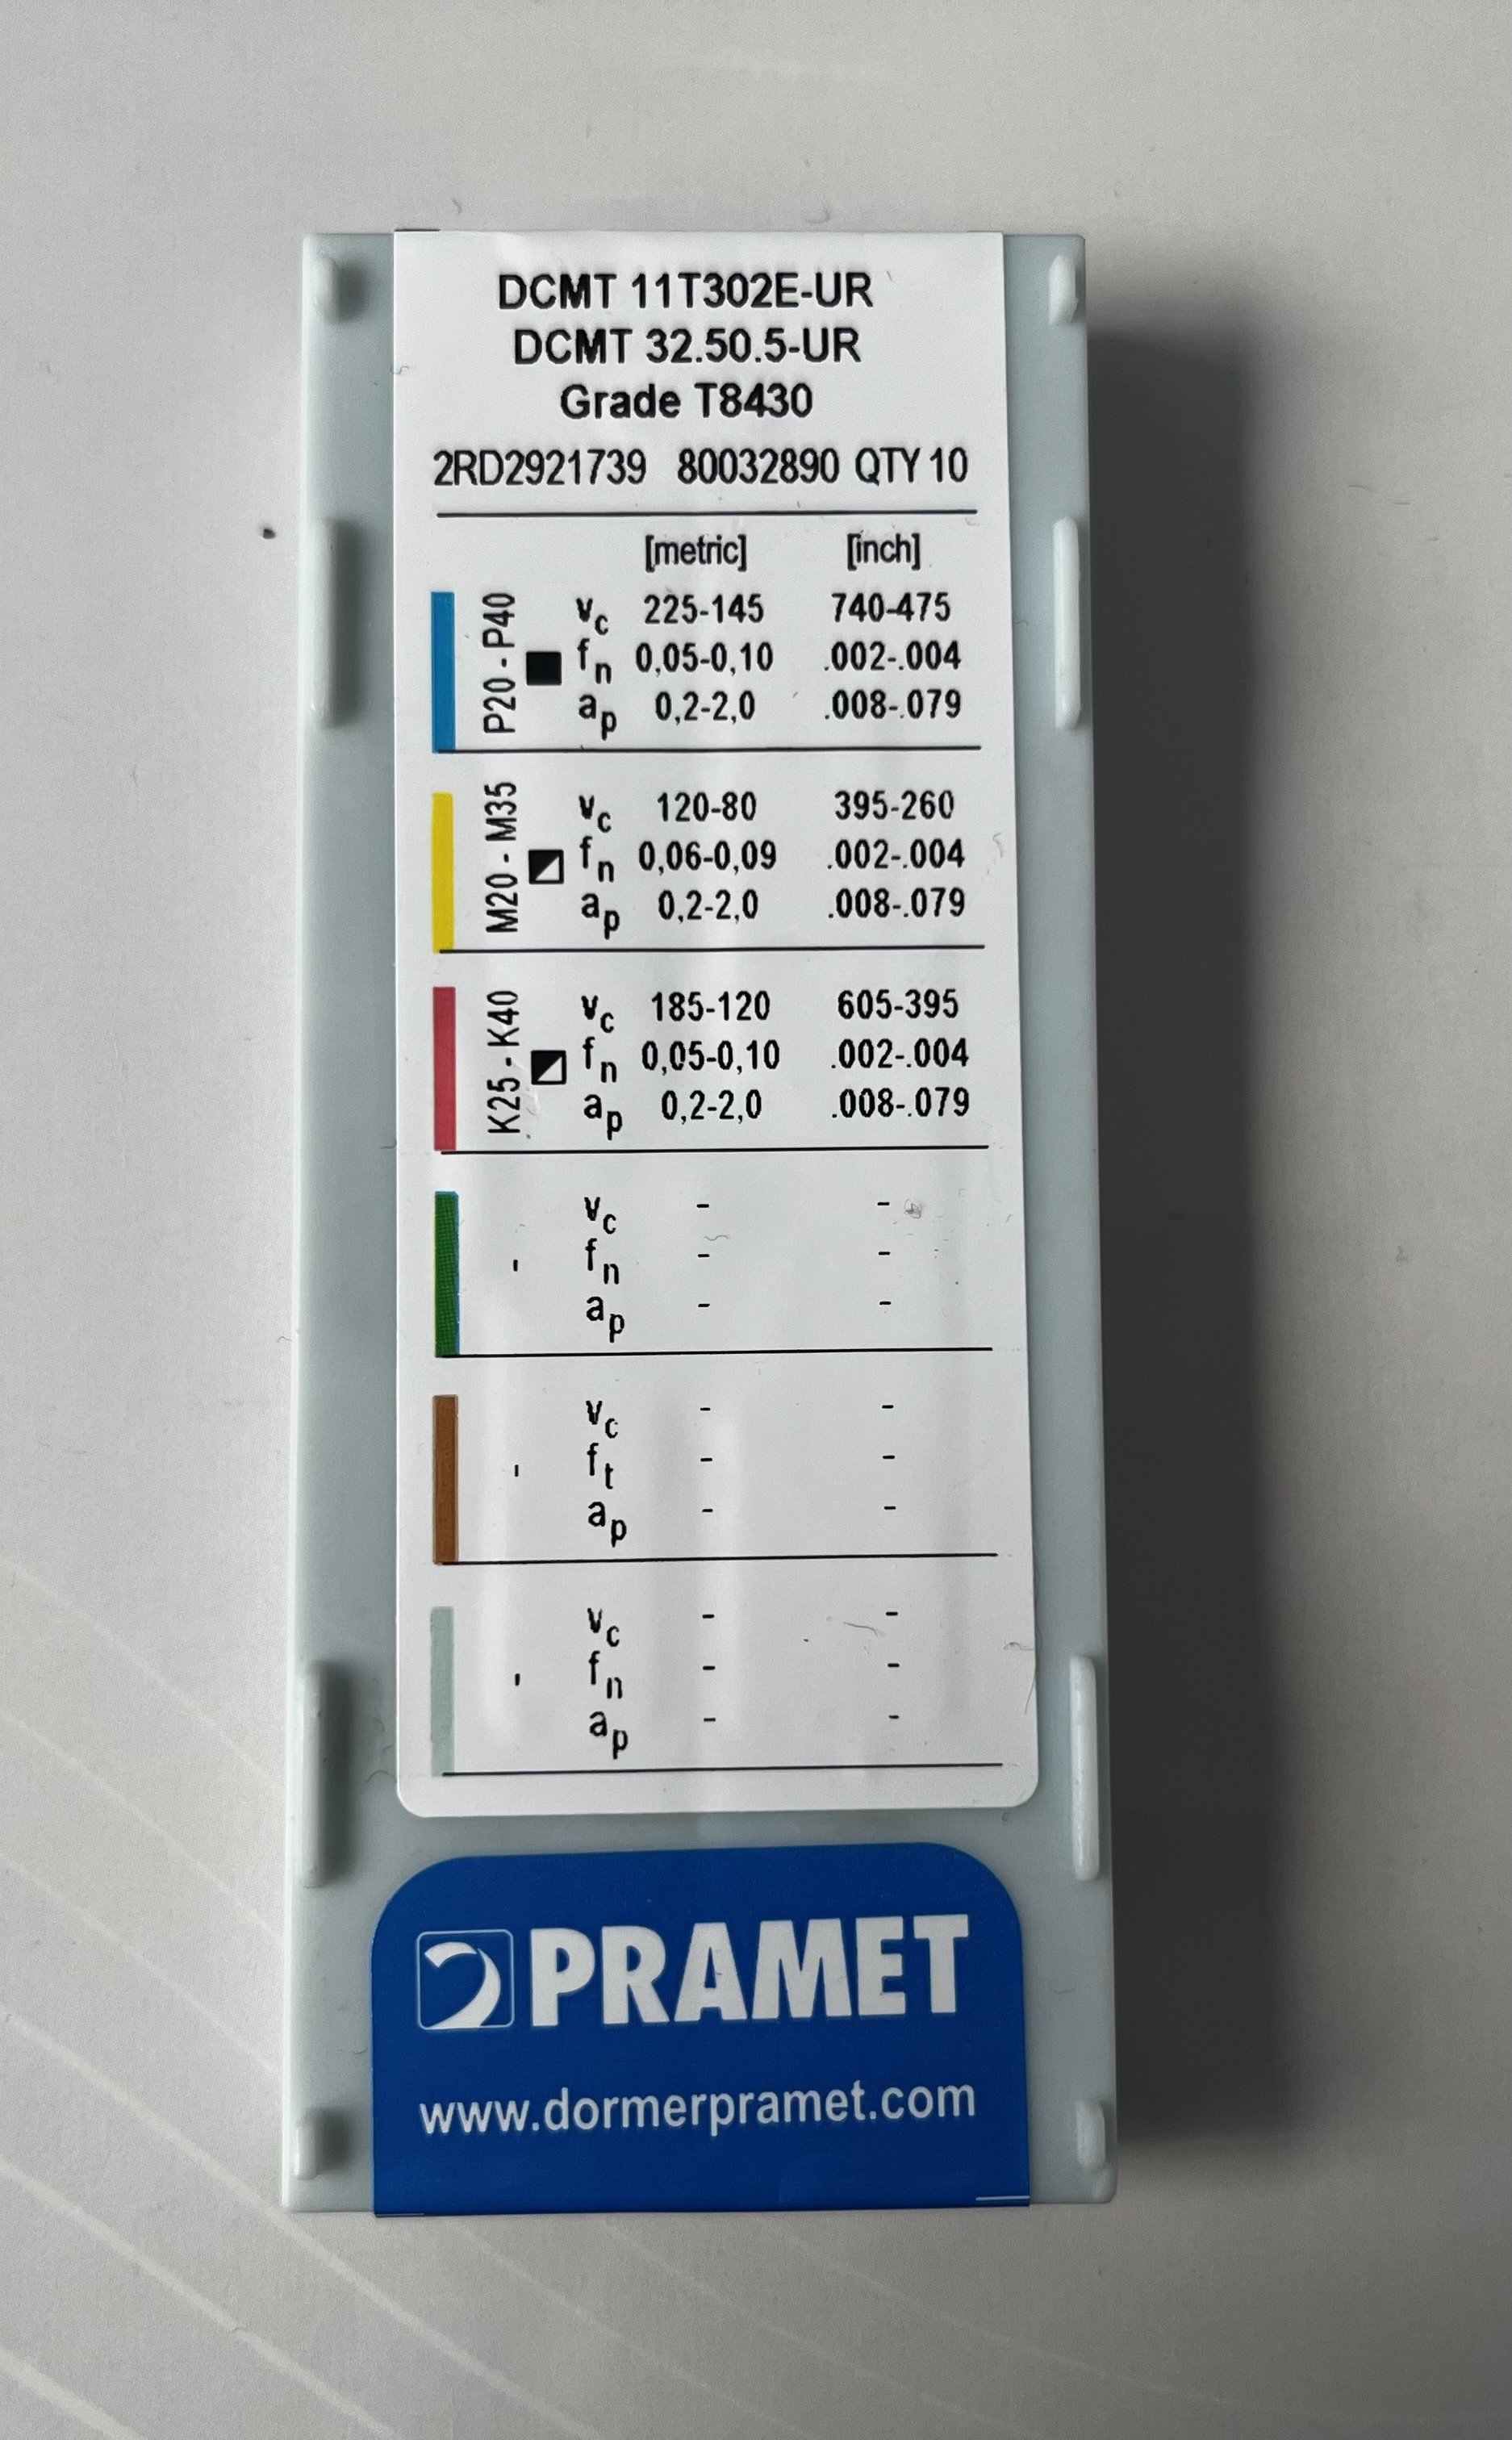 DCMT 11T302E-UR
DCMT 32.50.5-UR
Grade T8430
2RD2921739 80032890 QTY 10
[metric] [inch]
P20 - P40
vc 225-145 740-475
fn 0,05-0,10 .002-.004
ap 0,2-2,0 .008-.079
M20 - M35
vc 120-80 395-260
fn 0,06-0,09 .002-.004
ap 0,2-2,0 .008-.079
K25 - K40
vc 185-120 605-395
fn 0,05-0,10 .002-.004
ap 0,2-2,0 .008-.079
-
vc - -
fn - -
ap - -
-
vc - -
ft - -
ap - -
-
vc - -
fn - -
ap - -
PRAMET
www.dormerpramet.com